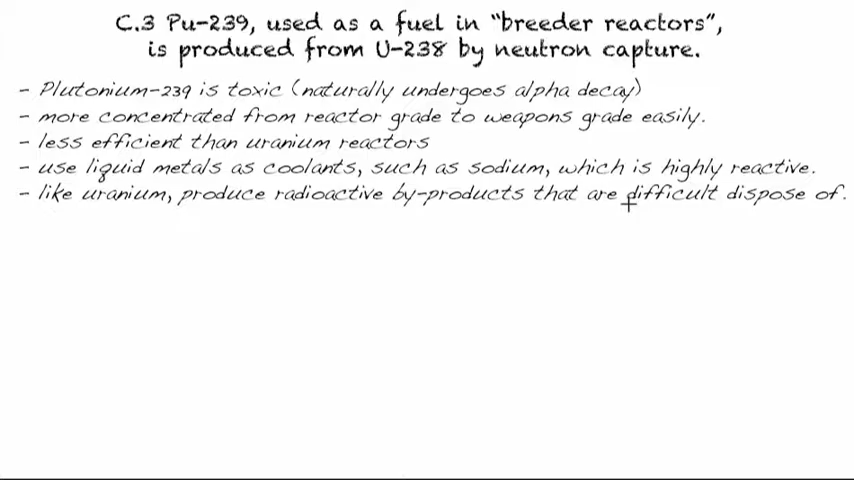 C.3 Pu-239, used as a fuel in “breeder reactors”,
is produced from U-238 by neutron capture.
- Plutonium-239 is toxic (naturally undergoes alpha decay)
- more concentrated from reactor grade to weapons grade easily.
- less efficient than uranium reactors
- use liquid metals as coolants, such as sodium, which is highly reactive.
- like uranium, produce radioactive by-products that are difficult dispose of.